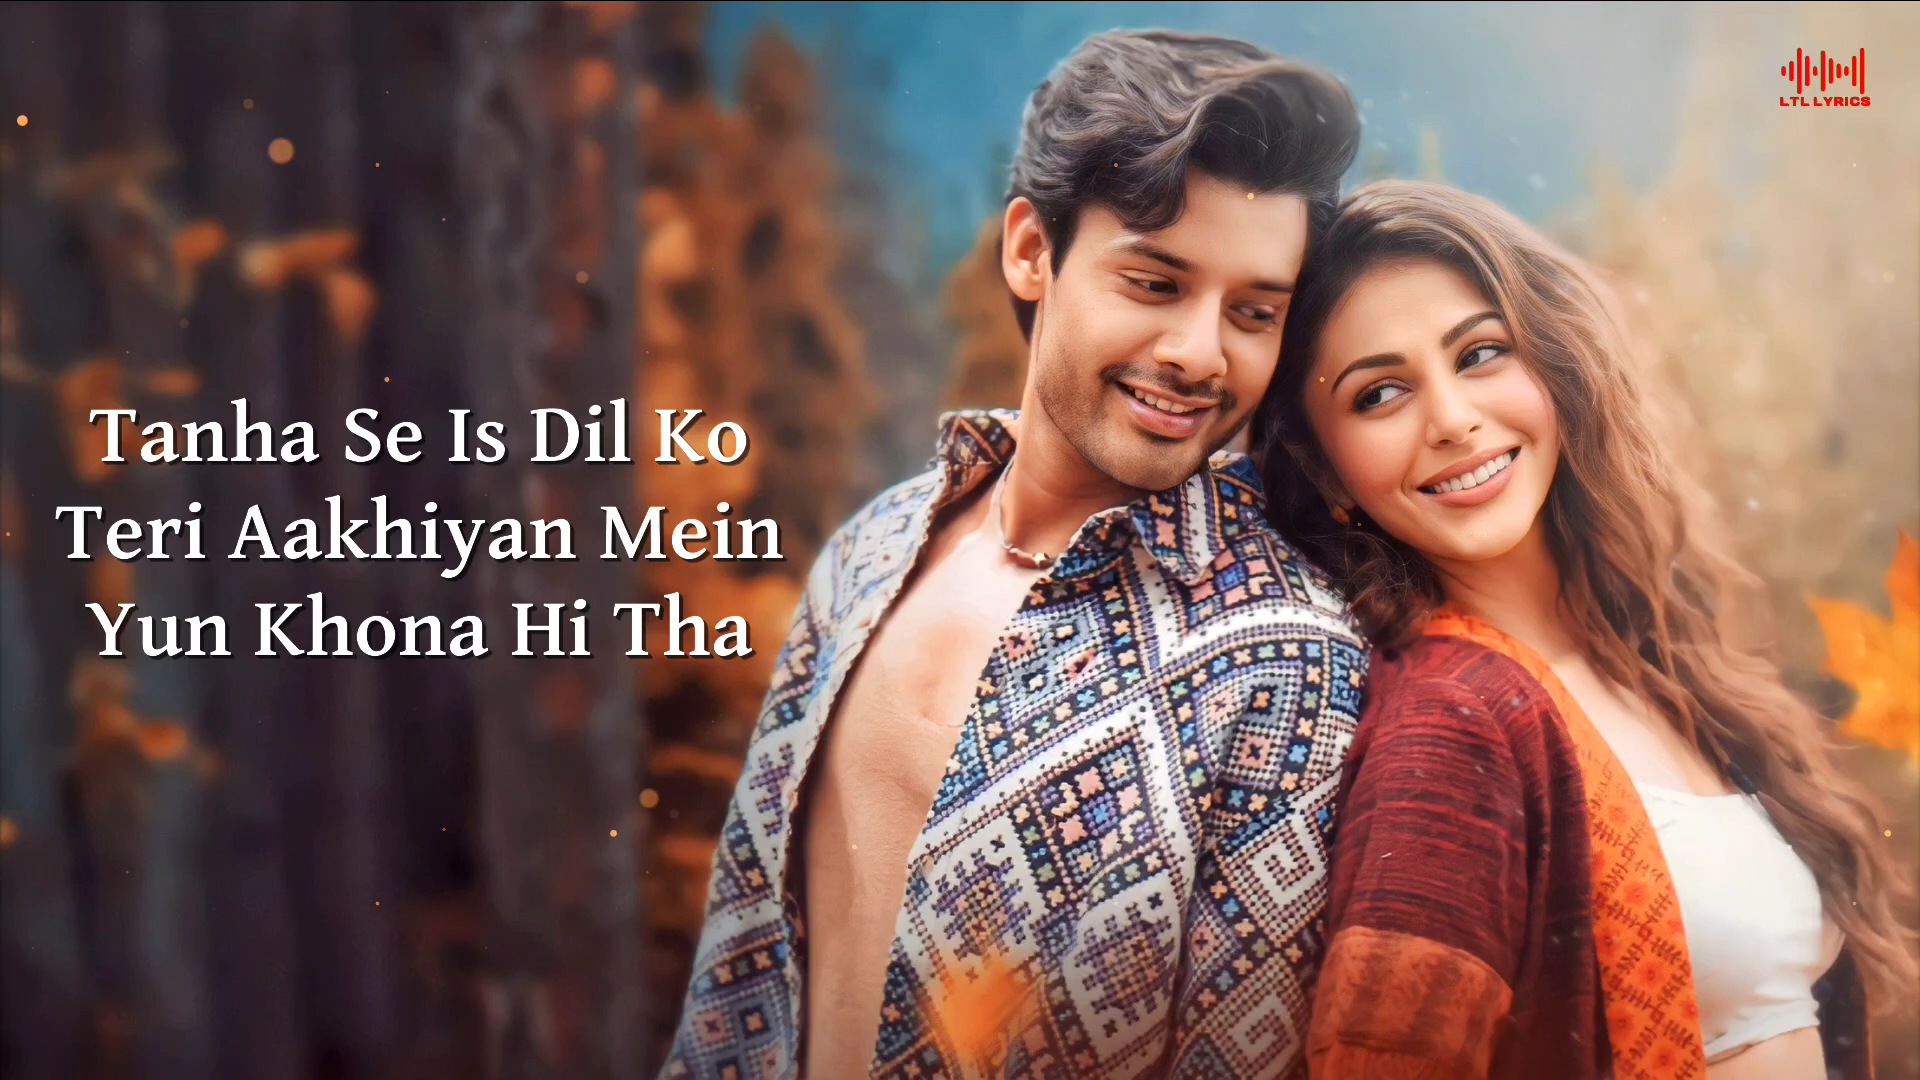 LTL LYRICS
Tanha Se Is Dil Ko
Teri Aakhiyan Mein
Yun Khona Hi Tha